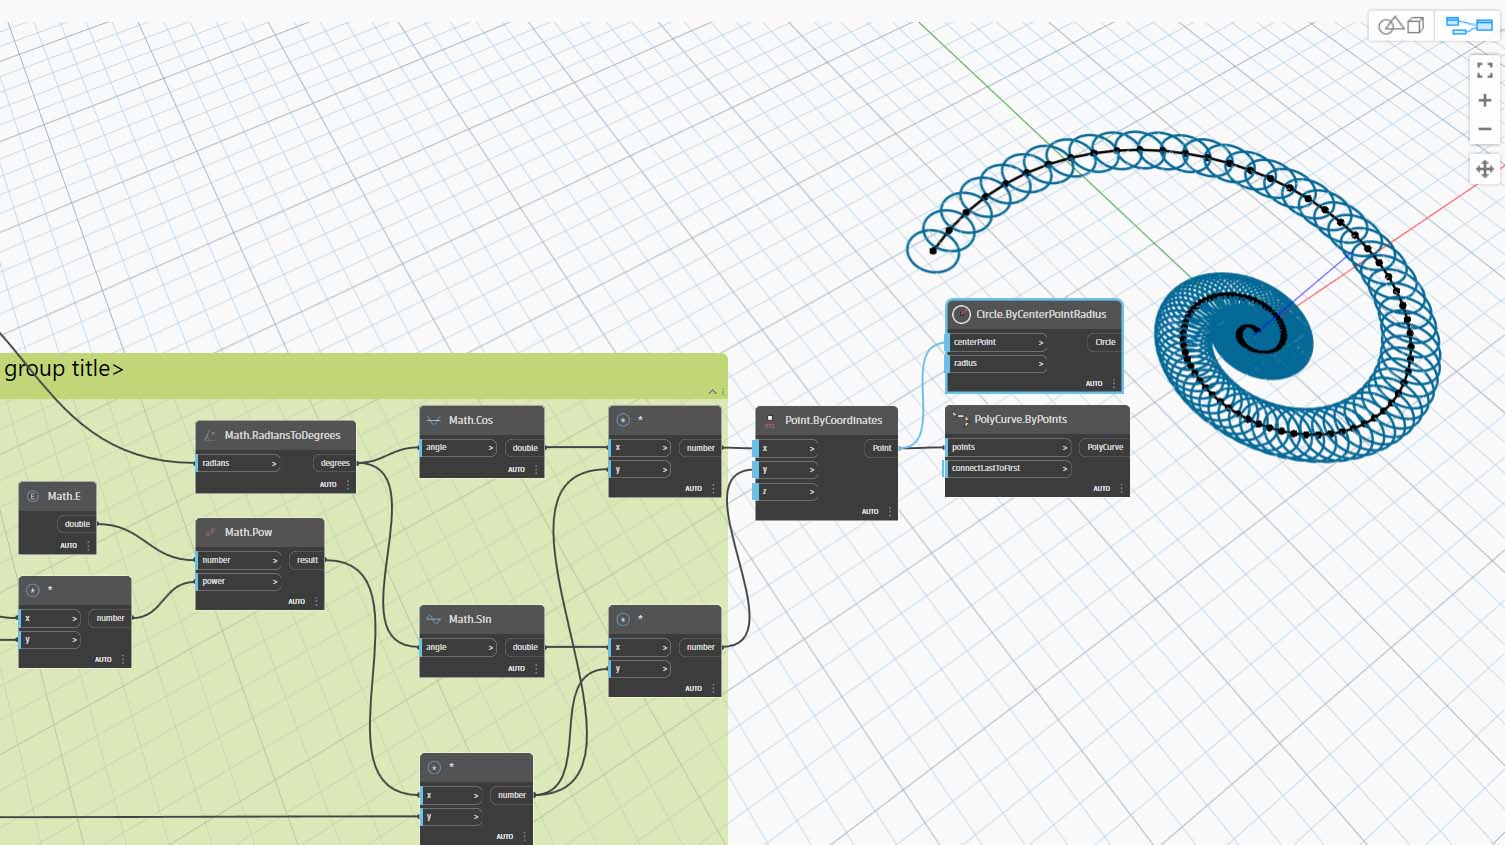 group title>
Math.RadiansToDegrees
radians >
degrees
AUTO
Math.E
double
AUTO
Math.Pow
number >
result
power >
AUTO
*
x >
number
y >
AUTO
Math.Cos
angle >
double
AUTO
*
x >
number
y >
AUTO
Math.Sin
angle >
double
AUTO
*
x >
number
y >
AUTO
*
x >
number
y >
AUTO
Point.ByCoordinates
x >
Point
y >
z >
AUTO
Circle.ByCenterPointRadius
centerPoint >
Circle
radius >
AUTO
PolyCurve.ByPoints
points >
PolyCurve
connectLastToFirst >
AUTO